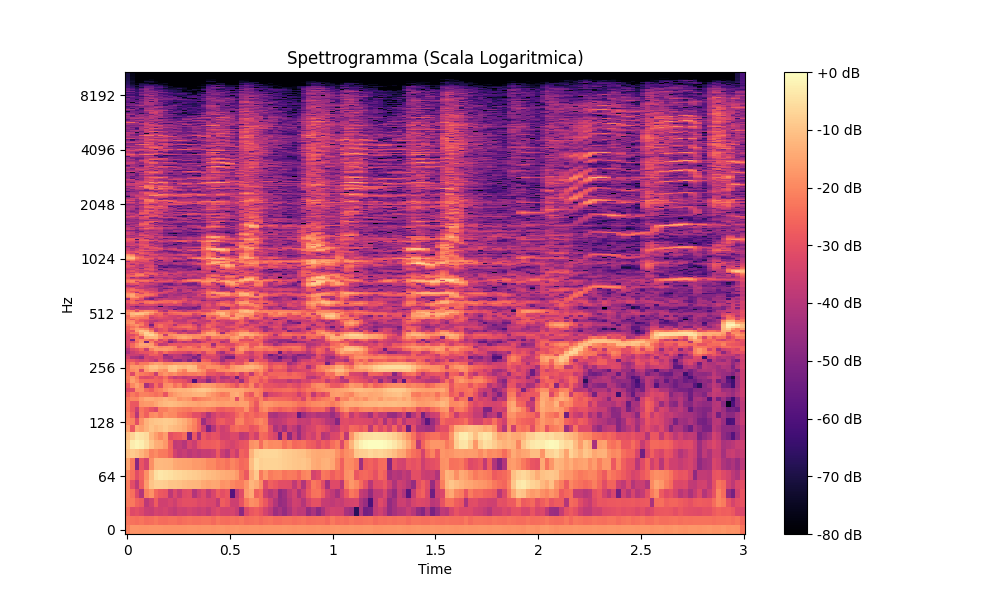 Spettrogramma (Scala Logaritmica)
Hz
8192
4096
2048
1024
512
256
128
64
0
0
0.5
1
1.5
2
2.5
3
Time
+0 dB
-10 dB
-20 dB
-30 dB
-40 dB
-50 dB
-60 dB
-70 dB
-80 dB